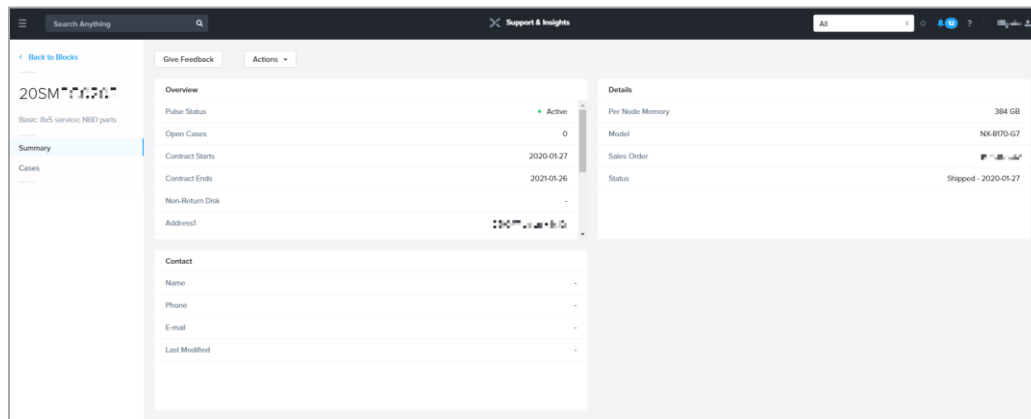 Search Anything
Support & Insights
All
?
Back to Blocks
20SM
Basic: 8x5 service; NBD parts
Summary
Cases
Give Feedback
Actions
Overview
Pulse Status Active
Open Cases 0
Contract Starts 2020-01-27
Contract Ends 2021-01-26
Non-Return Disk -
Address1
Details
Per Node Memory 384 GB
Model NX-8170-G7
Sales Order
Status Shipped - 2020-01-27
Contact
Name -
Phone -
E-mail -
Last Modified -